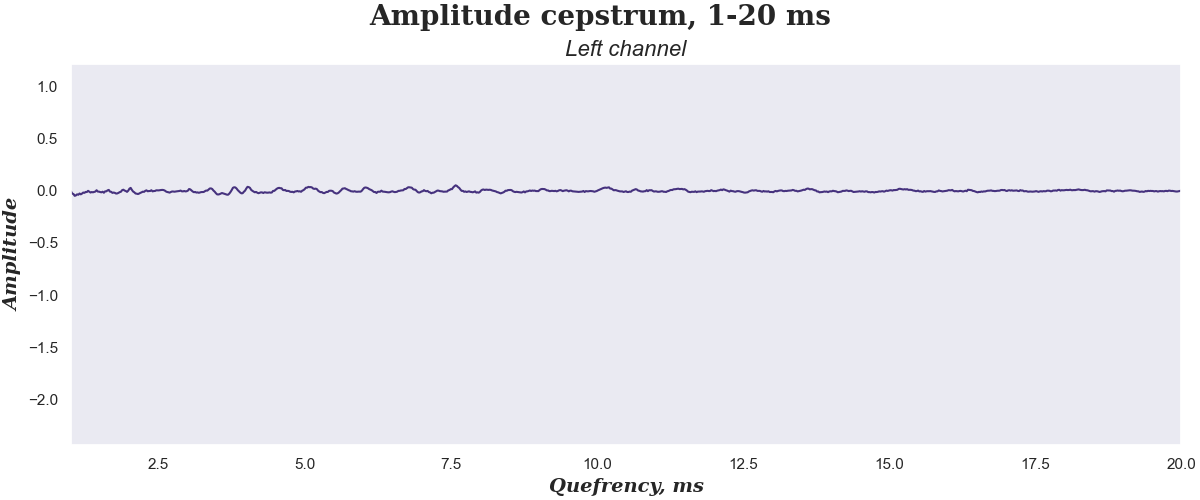 Amplitude cepstrum, 1-20 ms
Left channel
1.0
0.5
0.0
−0.5
−1.0
−1.5
−2.0
Amplitude
2.5 5.0 7.5 10.0 12.5 15.0 17.5 20.0
Quefrency, ms